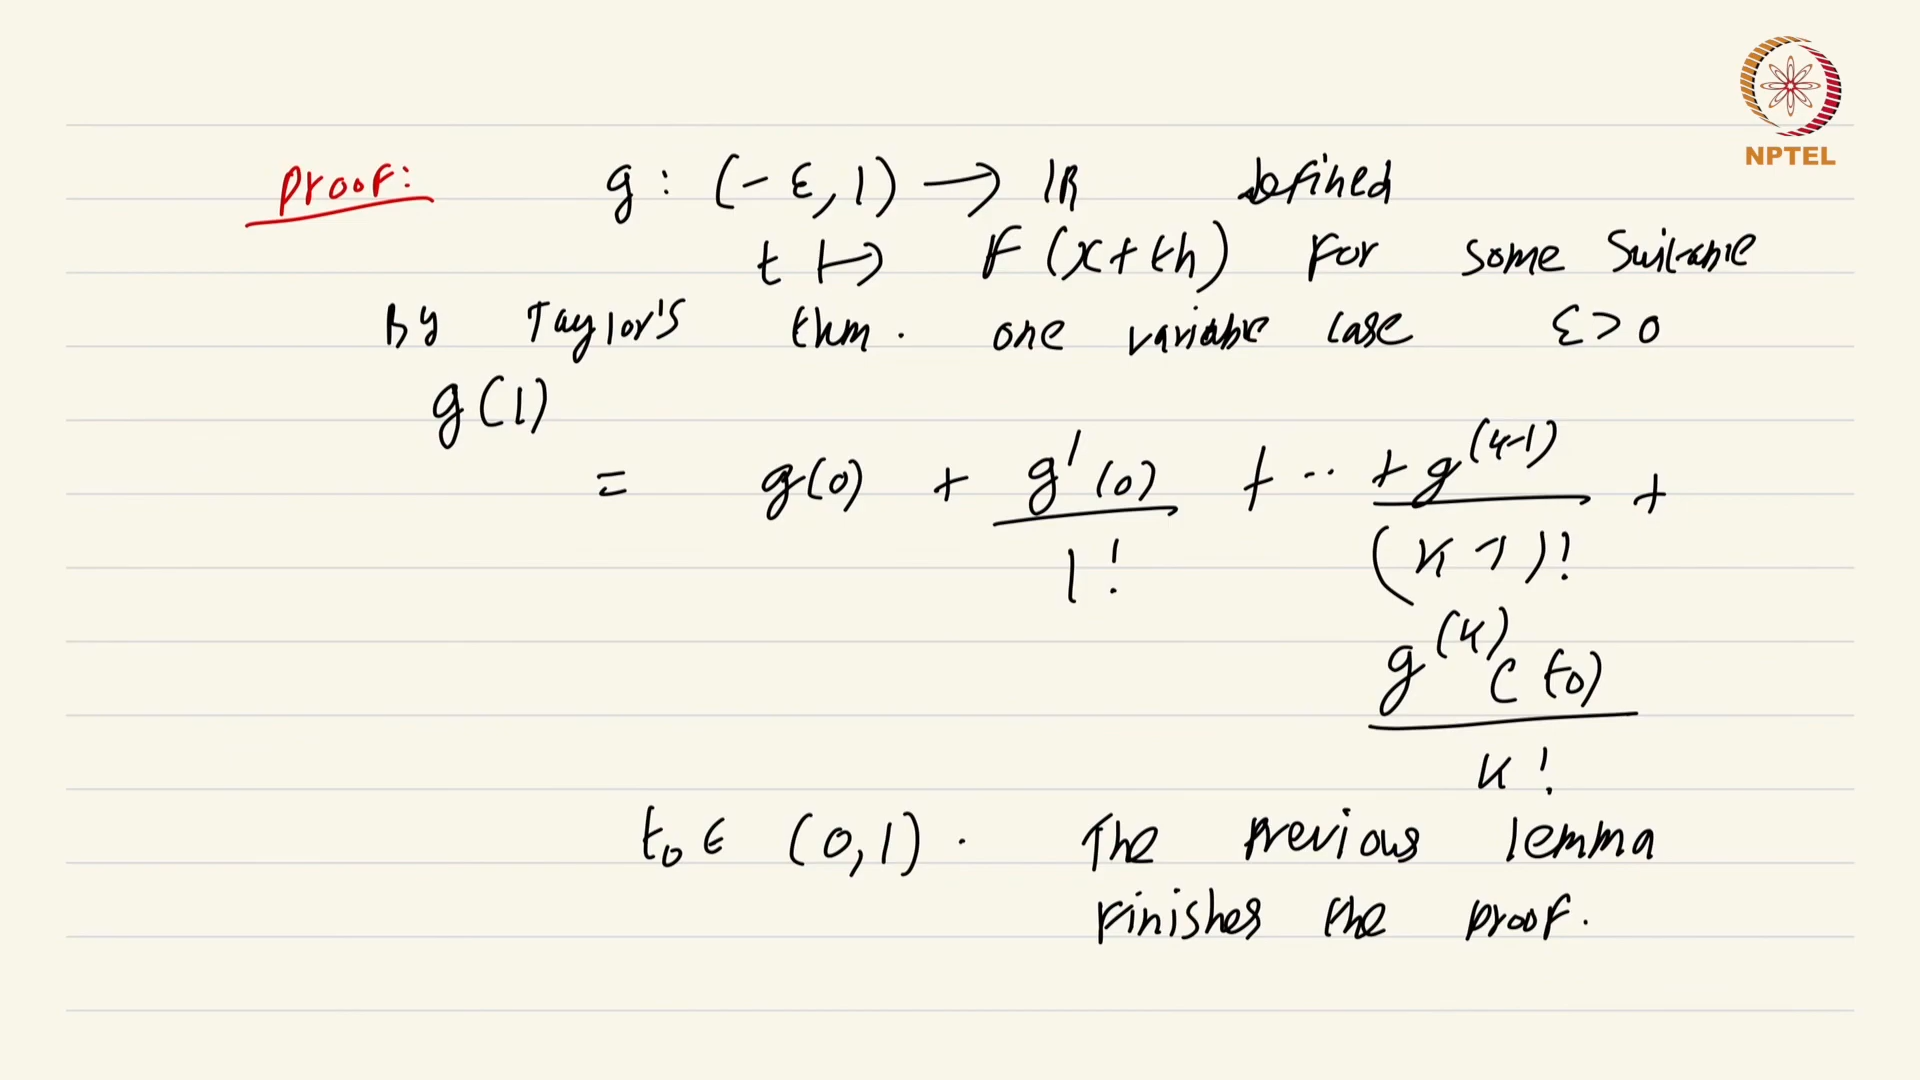 NPTEL
Proof: g : (-ε, 1) → ℝ defined
t ↦ F(x+th) for some suitable
By Taylor's thm. one variable case ε > 0
g(1)
= g(0) + g'(0)/1! + ·· + g^(k-1)/(k-1)! +
g^(k)(t₀)/k!
t₀ ∈ (0,1). The previous lemma
finishes the proof.